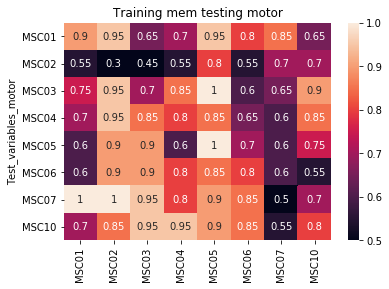 Training mem testing motor
Test_variables_motor
MSC01 0.9 0.95 0.65 0.7 0.95 0.8 0.85 0.65
MSC02 0.55 0.3 0.45 0.55 0.8 0.55 0.7 0.7
MSC03 0.75 0.95 0.7 0.85 1 0.6 0.65 0.9
MSC04 0.7 0.95 0.85 0.8 0.85 0.65 0.6 0.85
MSC05 0.6 0.9 0.9 0.6 1 0.7 0.6 0.75
MSC06 0.6 0.9 0.9 0.8 0.85 0.8 0.6 0.55
MSC07 1 1 0.95 0.8 0.9 0.85 0.5 0.7
MSC10 0.7 0.85 0.95 0.95 0.9 0.85 0.55 0.8
MSC01 MSC02 MSC03 MSC04 MSC05 MSC06 MSC07 MSC10
1.0
0.9
0.8
0.7
0.6
0.5